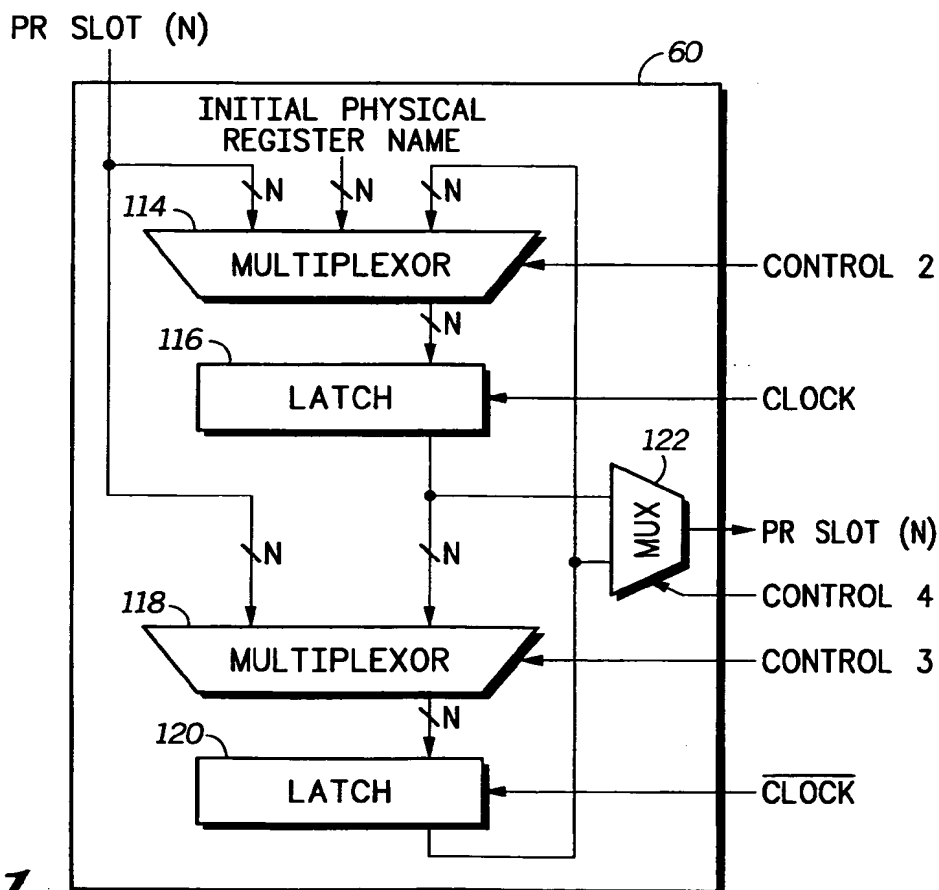 PR SLOT (N)
60
INITIAL PHYSICAL
REGISTER NAME
N
N
N
114
MULTIPLEXOR
CONTROL 2
N
116
LATCH
CLOCK
122
MUX
PR SLOT (N)
N
N
CONTROL 4
118
MULTIPLEXOR
CONTROL 3
N
120
LATCH
CLOCK